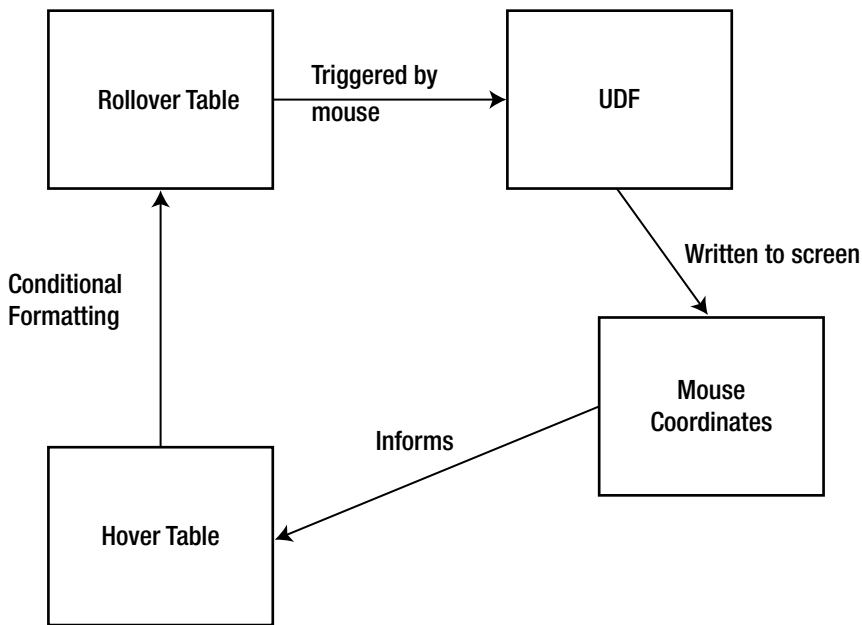 Rollover Table
Triggered by
mouse
UDF
Written to screen
Conditional
Formatting
Mouse
Coordinates
Informs
Hover Table